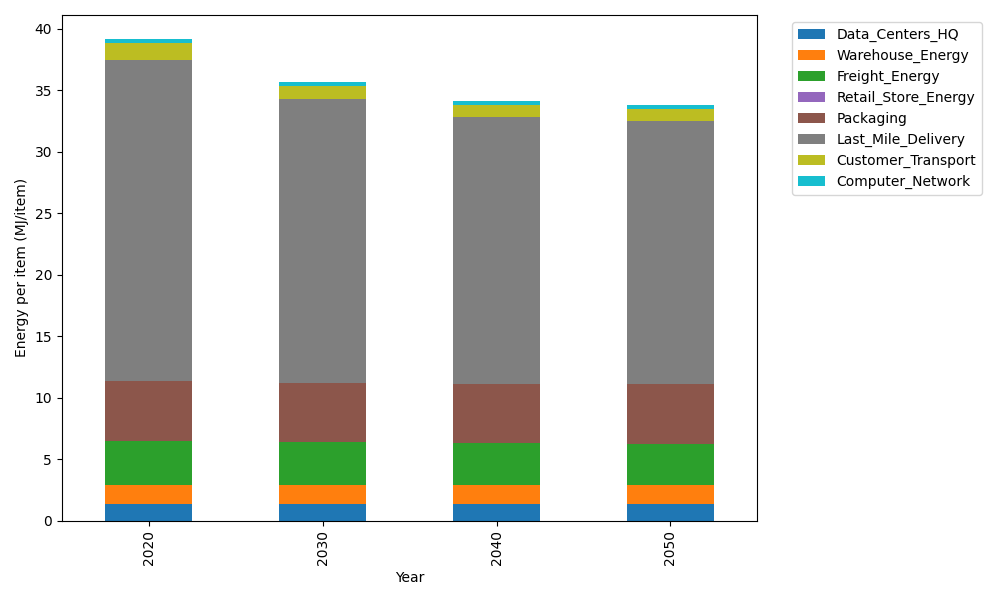 40
35
30
25
20
15
10
5
0
Energy per item (MJ/item)
2020
2030
2040
2050
Year
Data_Centers_HQ
Warehouse_Energy
Freight_Energy
Retail_Store_Energy
Packaging
Last_Mile_Delivery
Customer_Transport
Computer_Network